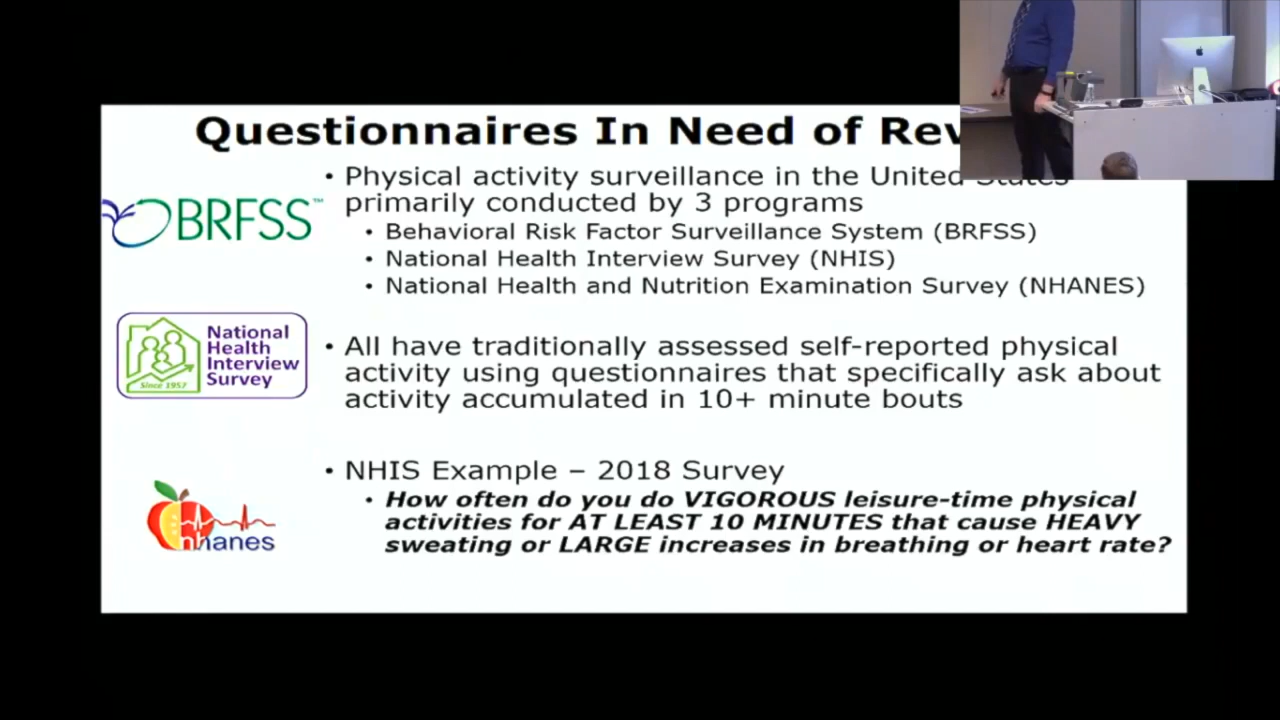 Questionnaires In Need of
• Physical activity surveillance in the United States
primarily conducted by 3 programs
• Behavioral Risk Factor Surveillance System (BRFSS)
• National Health Interview Survey (NHIS)
• National Health and Nutrition Examination Survey (NHANES)
• All have traditionally assessed self-reported physical
activity using questionnaires that specifically ask about
activity accumulated in 10+ minute bouts
• NHIS Example – 2018 Survey
• How often do you do VIGOROUS leisure-time physical
activities for AT LEAST 10 MINUTES that cause HEAVY
sweating or LARGE increases in breathing or heart rate?
BRFSS™
National
Health
Interview
Survey
Since 1957
nhanes